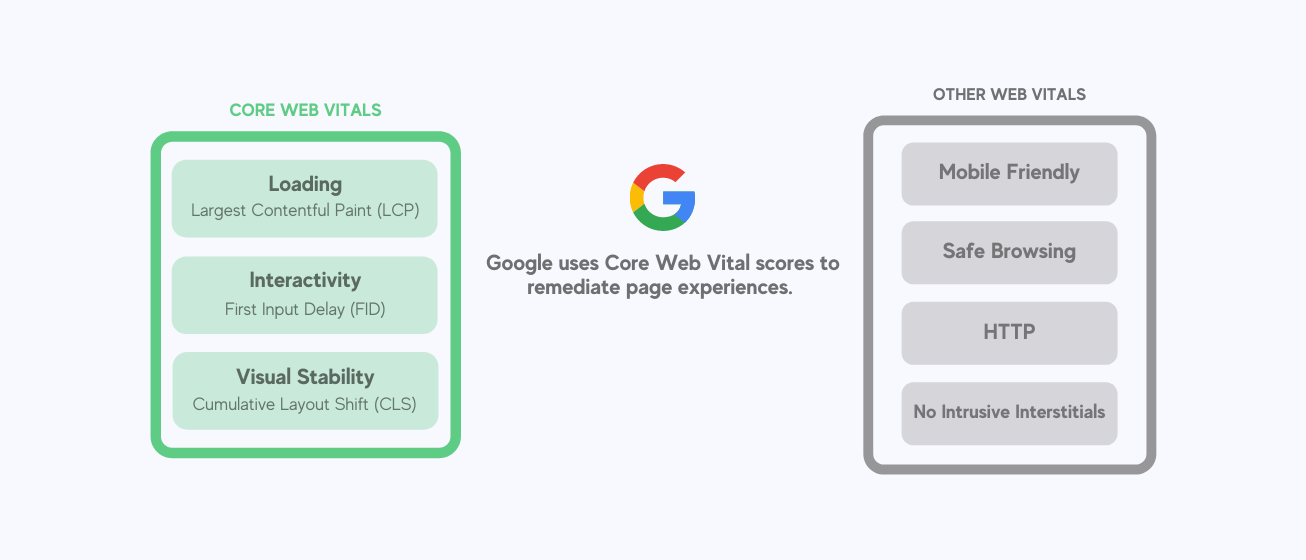 CORE WEB VITALS
Loading
Largest Contentful Paint (LCP)
Interactivity
First Input Delay (FID)
Visual Stability
Cumulative Layout Shift (CLS)
Google uses Core Web Vital scores to
remediate page experiences.
OTHER WEB VITALS
Mobile Friendly
Safe Browsing
HTTP
No Intrusive Interstitials